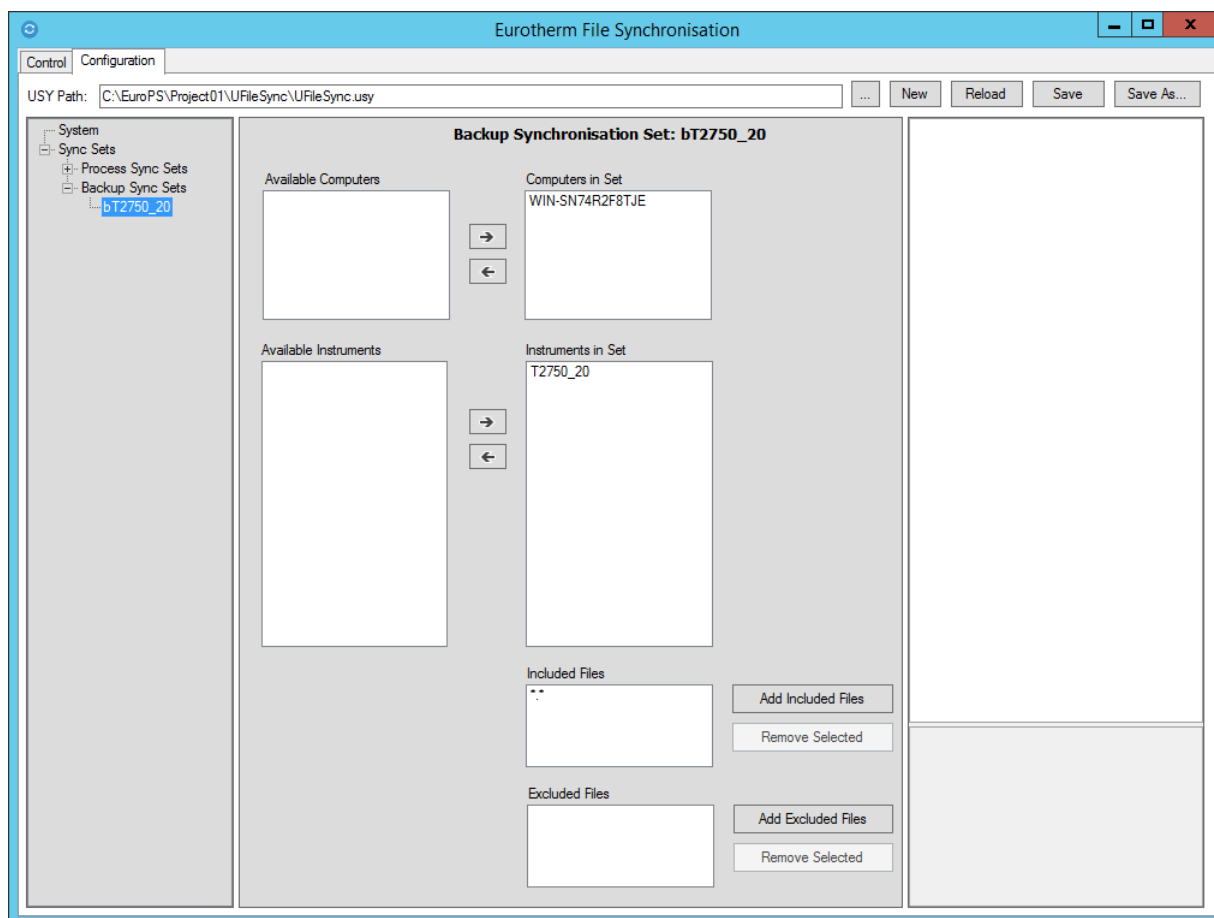 Eurotherm File Synchronisation
Control Configuration
USY Path: C:\EuroPS\Project01\UFileSync\UFileSync.usy ... New Reload Save Save As...
System
Sync Sets
Process Sync Sets
Backup Sync Sets
bT2750_20
Backup Synchronisation Set: bT2750_20
Available Computers
Computers in Set
WIN-SN74R2F8TJE
Available Instruments
Instruments in Set
T2750_20
Included Files
*.*
Add Included Files
Remove Selected
Excluded Files
Add Excluded Files
Remove Selected